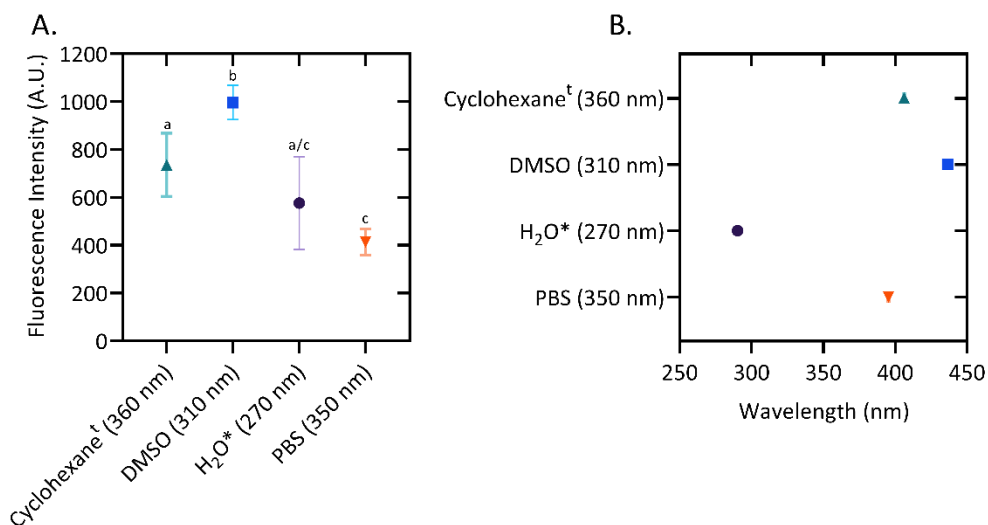 A.
Fluorescence Intensity (A.U.)
1200
1000
800
600
400
200
0
a
b
a/c
c
Cyclohexaneᵗ (360 nm)
DMSO (310 nm)
H₂O* (270 nm)
PBS (350 nm)
B.
Cyclohexaneᵗ (360 nm)
DMSO (310 nm)
H₂O* (270 nm)
PBS (350 nm)
250 300 350 400 450
Wavelength (nm)